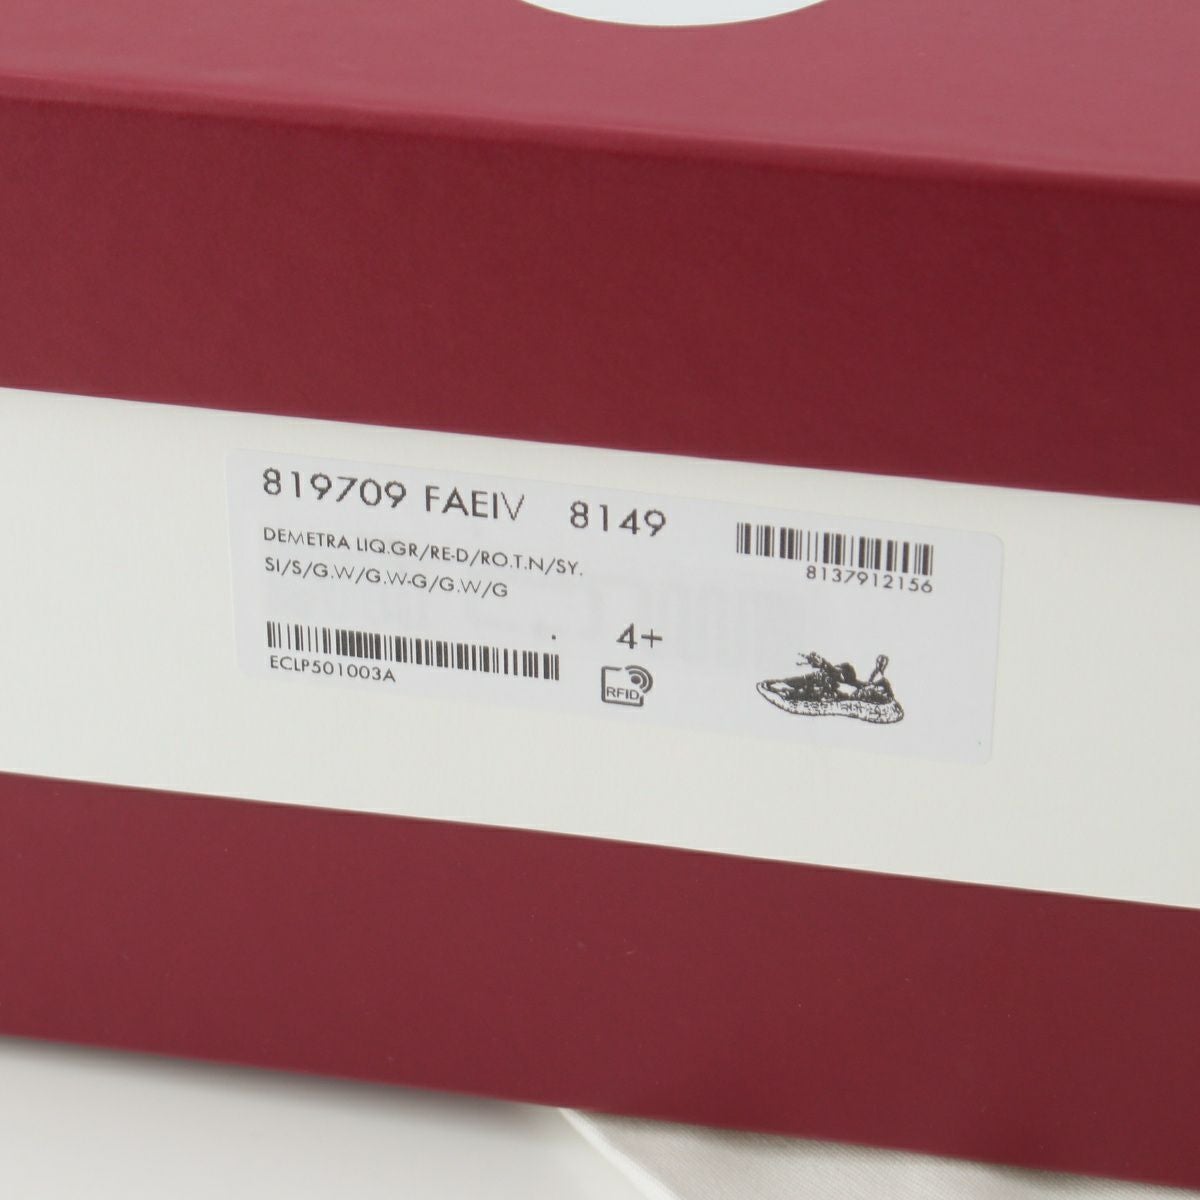 819709 FAEIV 8149
DEMETRA LIQ.GR/RE-D/RO.T.N/SY.
SI/S/G.W/G.W-G/G.W/G
8137912156
. 4+
ECLP501003A
RFID